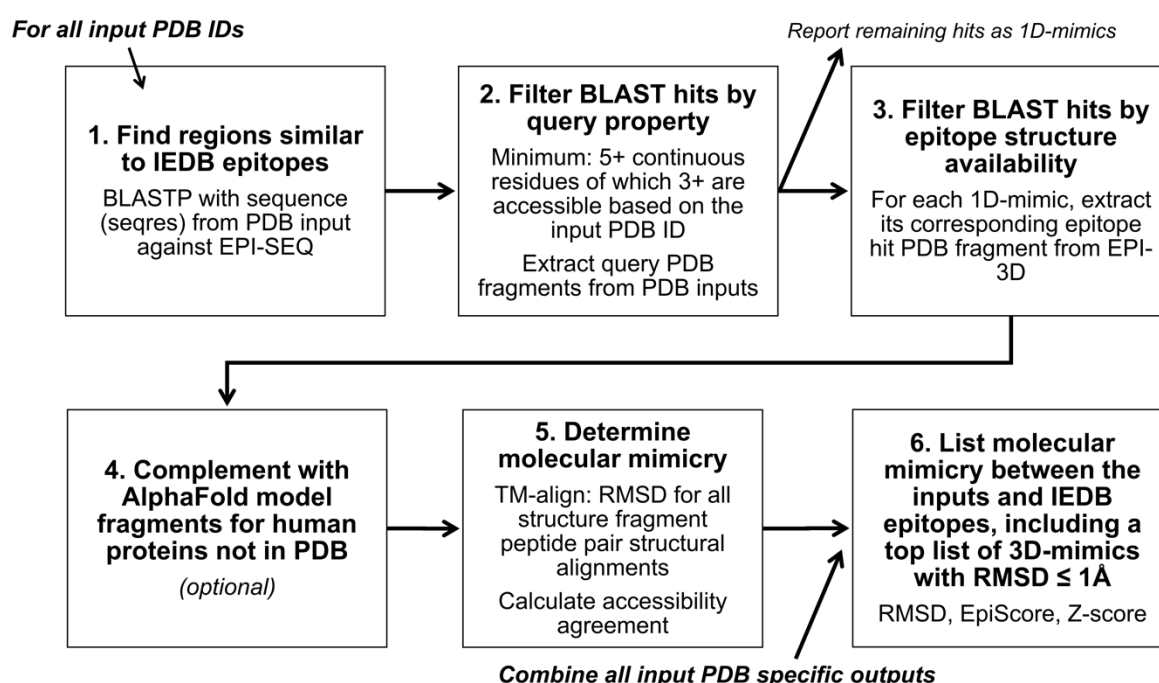 For all input PDB IDs
Report remaining hits as 1D-mimics
1. Find regions similar
to IEDB epitopes
BLASTP with sequence
(seqres) from PDB input
against EPI-SEQ
2. Filter BLAST hits by
query property
Minimum: 5+ continuous
residues of which 3+ are
accessible based on the
input PDB ID
Extract query PDB
fragments from PDB inputs
3. Filter BLAST hits by
epitope structure
availability
For each 1D-mimic, extract
its corresponding epitope
hit PDB fragment from EPI-
3D
4. Complement with
AlphaFold model
fragments for human
proteins not in PDB
(optional)
5. Determine
molecular mimicry
TM-align: RMSD for all
structure fragment
peptide pair structural
alignments
Calculate accessibility
agreement
6. List molecular
mimicry between the
inputs and IEDB
epitopes, including a
top list of 3D-mimics
with RMSD ≤ 1Å
RMSD, EpiScore, Z-score
Combine all input PDB specific outputs